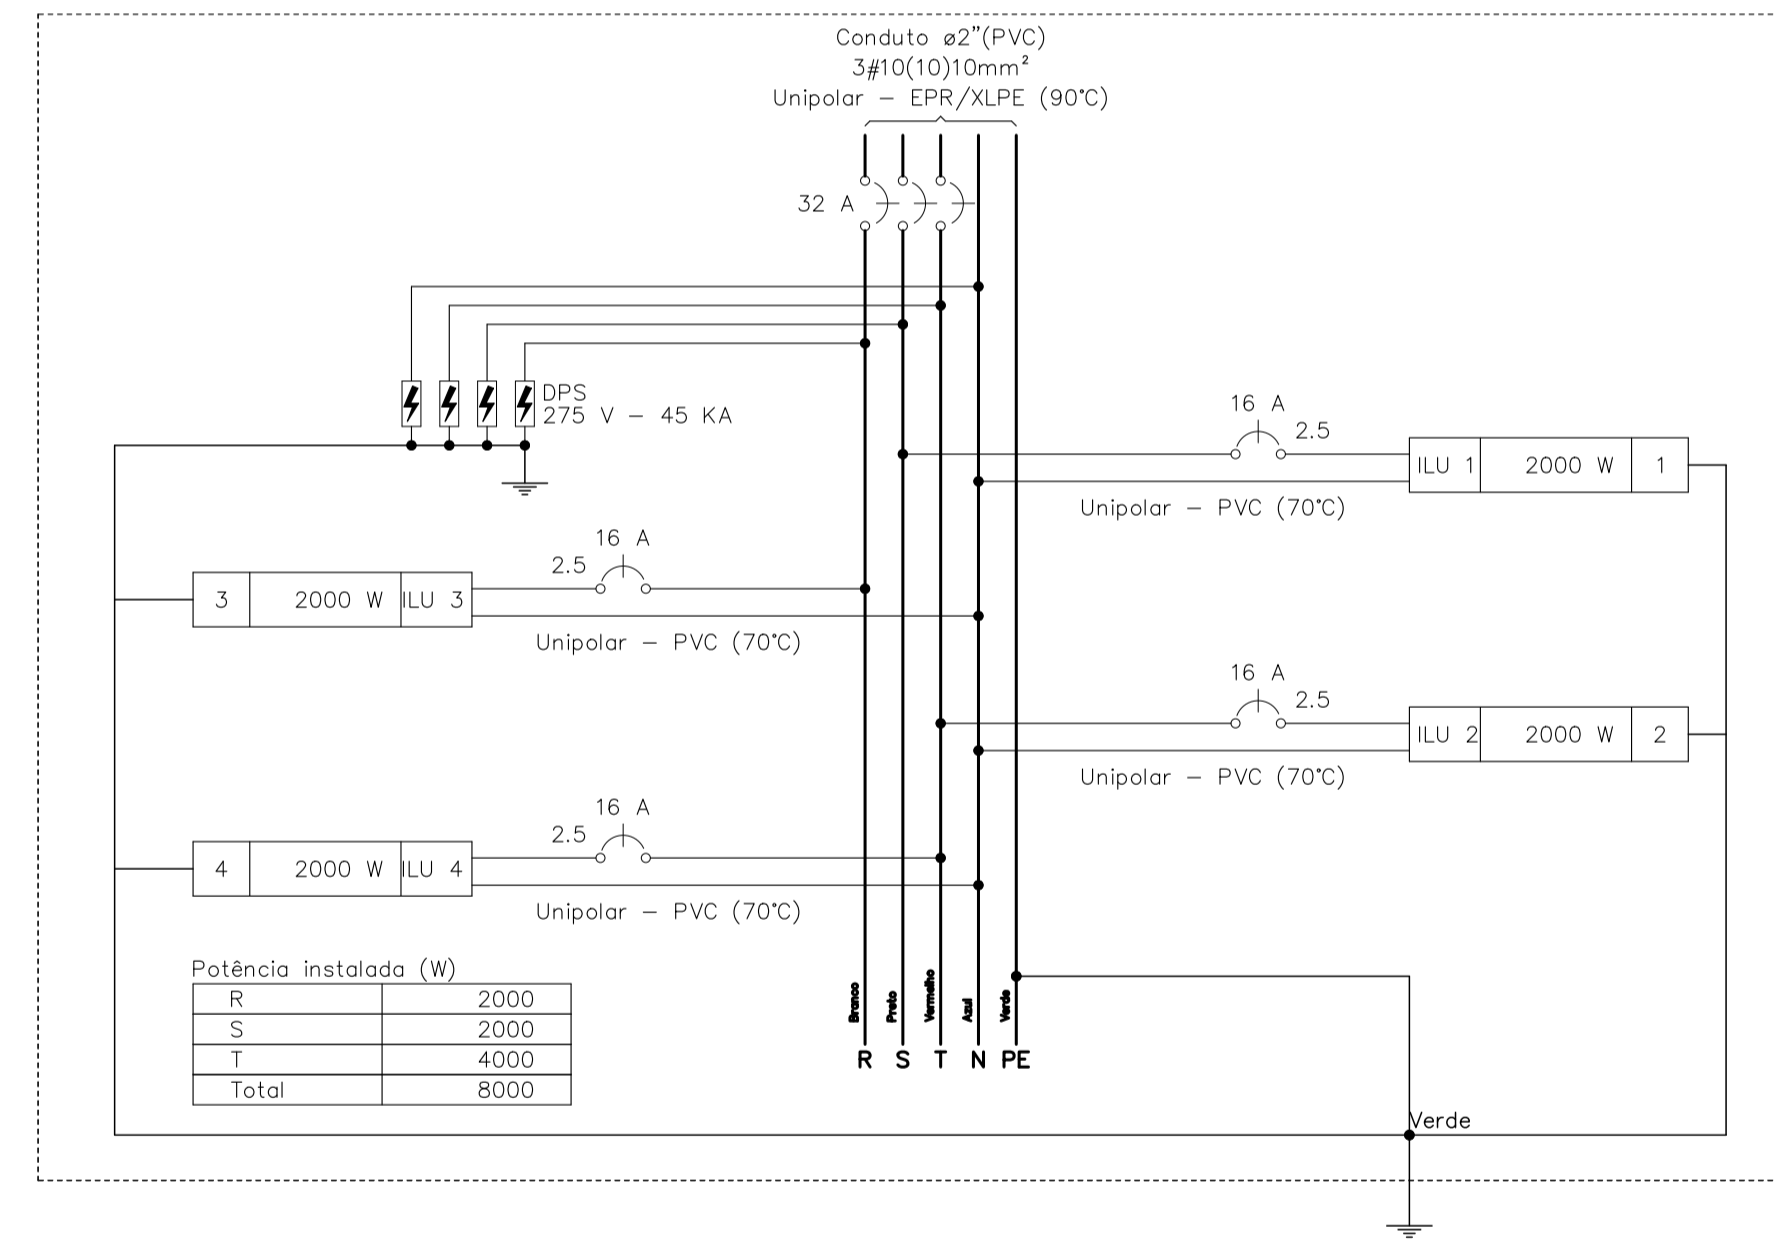 Conduto ø2"(PVC)
3#10(10)10mm²
Unipolar – EPR/XLPE (90°C)
32 A
DPS
275 V – 45 KA
16 A
2.5
ILU 1 2000 W 1
Unipolar – PVC (70°C)
16 A
2.5
3 2000 W ILU 3
Unipolar – PVC (70°C)
16 A
2.5
ILU 2 2000 W 2
Unipolar – PVC (70°C)
16 A
2.5
4 2000 W ILU 4
Unipolar – PVC (70°C)
Potência instalada (W)
R 2000
S 2000
T 4000
Total 8000
Branco
Preto
Vermelho
Azul
Verde
R S T N PE
Verde